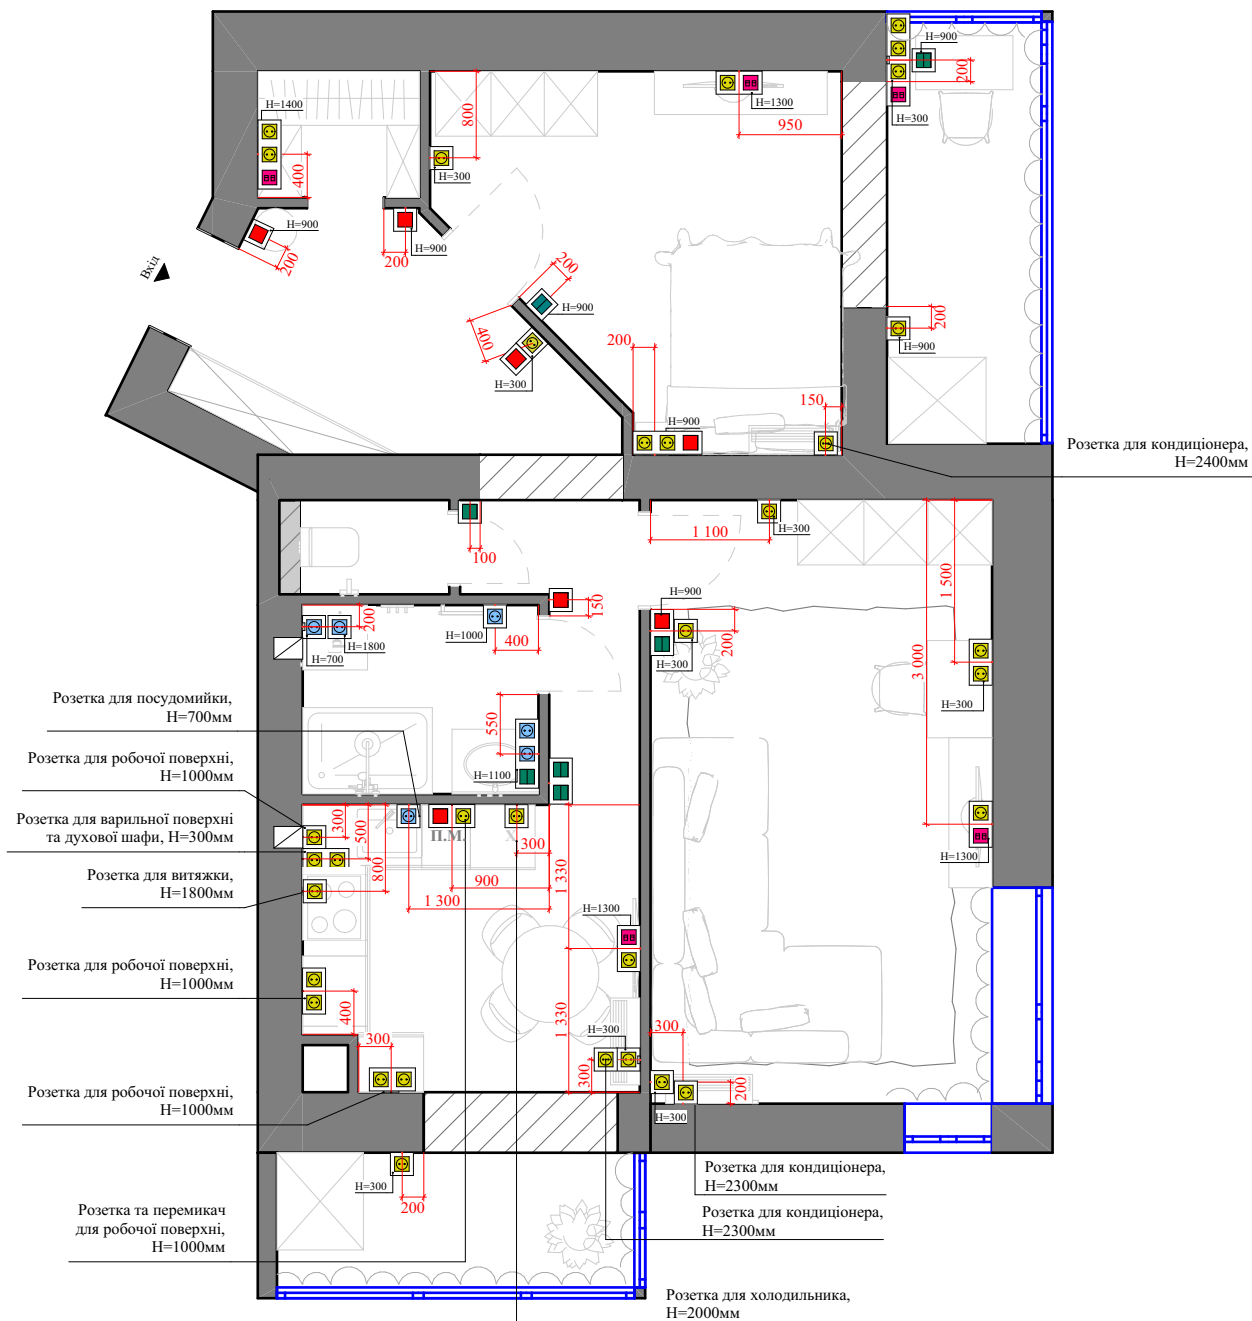 H=900
200
H=300
H=1400
400
800
H=300
H=1300
950
H=900
200
H=900
200
Вхід
200
H=900
400
H=300
200
H=900
200
H=900
150
Розетка для кондиціонера,
H=2400мм
100
1 100
H=300
1 500
3 000
150
H=900
200
H=300
200
H=1800
H=700
H=1000
400
H=300
550
H=1100
Розетка для посудомийки,
H=700мм
Розетка для робочої поверхні,
H=1000мм
Розетка для варильної поверхні
та духової шафи, H=300мм
Розетка для витяжки,
H=1800мм
Розетка для робочої поверхні,
H=1000мм
Розетка для робочої поверхні,
H=1000мм
Розетка та перемикач
для робочої поверхні,
H=1000мм
300
500
800
П.М.
Х
300
900
1 300
1 330
H=1300
H=1300
1 330
400
300
H=300
300
300
200
H=300
H=300
200
Розетка для кондиціонера,
H=2300мм
Розетка для кондиціонера,
H=2300мм
Розетка для холодильника,
H=2000мм